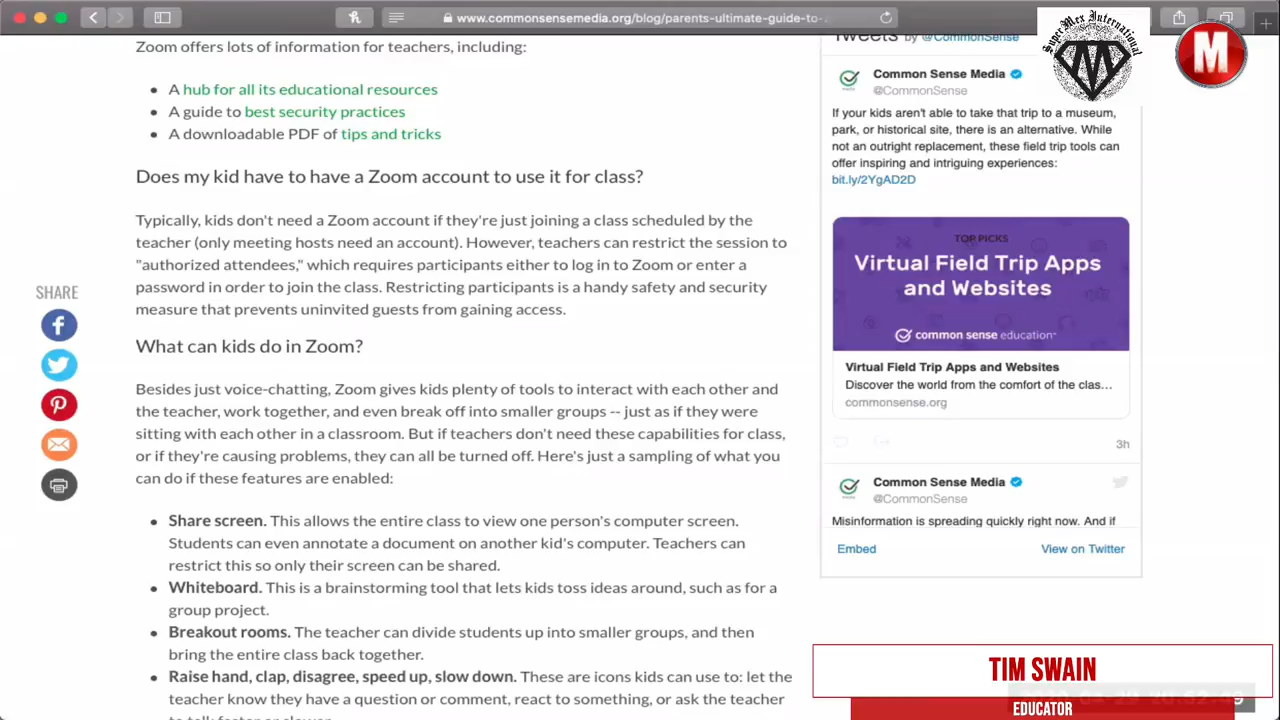 www.commonsensemedia.org/blog/parents-ultimate-guide-to-
Zoom offers lots of information for teachers, including:
• A hub for all its educational resources
• A guide to best security practices
• A downloadable PDF of tips and tricks
Does my kid have to have a Zoom account to use it for class?
Typically, kids don't need a Zoom account if they're just joining a class scheduled by the
teacher (only meeting hosts need an account). However, teachers can restrict the session to
"authorized attendees," which requires participants either to log in to Zoom or enter a
password in order to join the class. Restricting participants is a handy safety and security
measure that prevents uninvited guests from gaining access.
What can kids do in Zoom?
Besides just voice-chatting, Zoom gives kids plenty of tools to interact with each other and
the teacher, work together, and even break off into smaller groups -- just as if they were
sitting with each other in a classroom. But if teachers don't need these capabilities for class,
or if they're causing problems, they can all be turned off. Here's just a sampling of what you
can do if these features are enabled:
• Share screen. This allows the entire class to view one person's computer screen.
Students can even annotate a document on another kid's computer. Teachers can
restrict this so only their screen can be shared.
• Whiteboard. This is a brainstorming tool that lets kids toss ideas around, such as for a
group project.
• Breakout rooms. The teacher can divide students up into smaller groups, and then
bring the entire class back together.
• Raise hand, clap, disagree, speed up, slow down. These are icons kids can use to: let the
teacher know they have a question or comment, react to something, or ask the teacher
to talk faster or slower.
SHARE
Tweets by @CommonSense
Common Sense Media
@CommonSense
If your kids aren't able to take that trip to a museum,
park, or historical site, there is an alternative. While
not an outright replacement, these field trip tools can
offer inspiring and intriguing experiences:
bit.ly/2YgAD2D
TOP PICKS
Virtual Field Trip Apps
and Websites
common sense education
Virtual Field Trip Apps and Websites
Discover the world from the comfort of the clas...
commonsense.org
3h
Common Sense Media
@CommonSense
Misinformation is spreading quickly right now. And if
Embed
View on Twitter
SuperMex International
M
M
TIM SWAIN
EDUCATOR